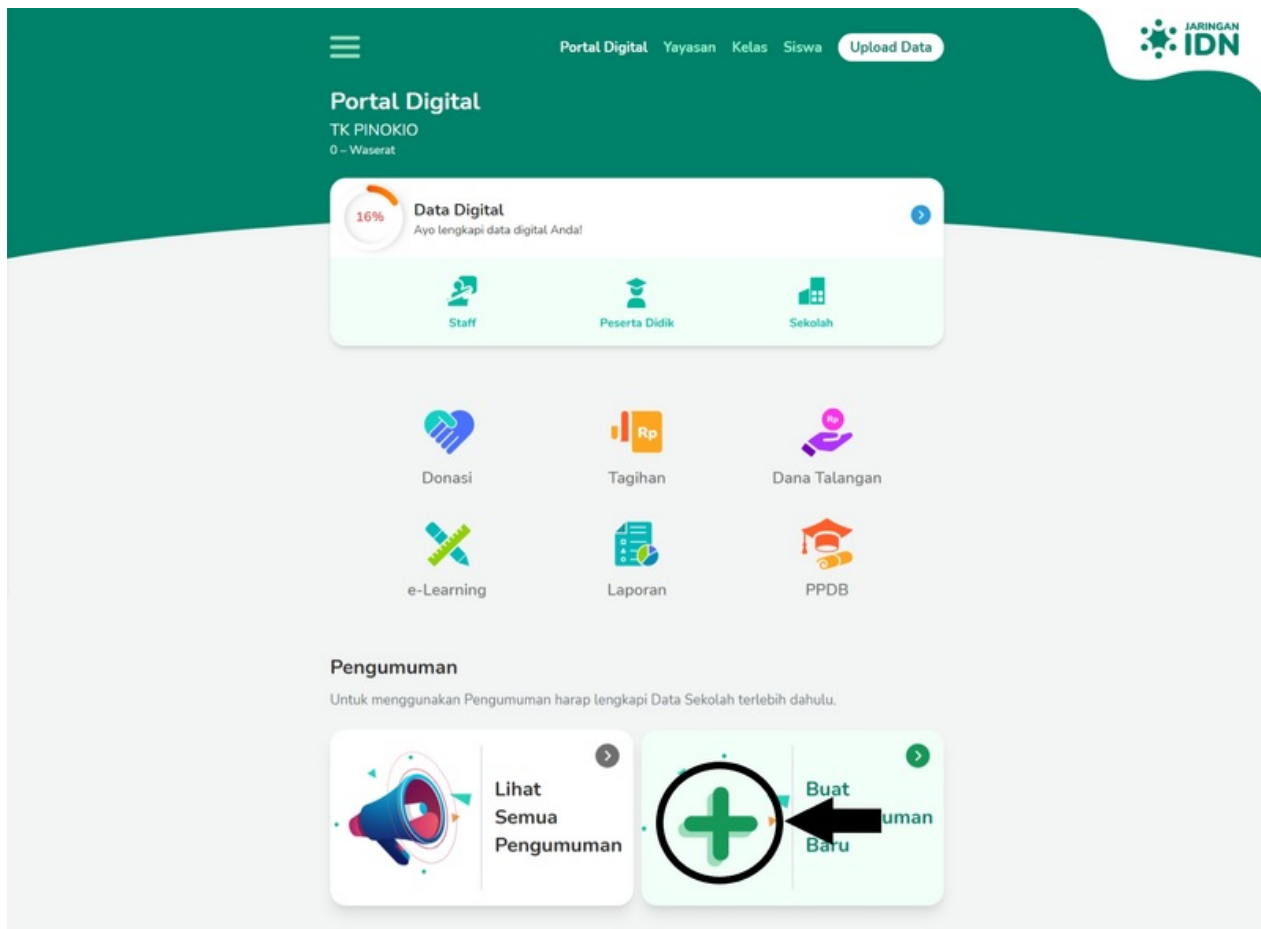 Portal Digital Yayasan Kelas Siswa Upload Data
JARINGAN
IDN
Portal Digital
TK PINOKIO
0 – Waserat
16%
Data Digital
Ayo lengkapi data digital Anda!
Staff
Peserta Didik
Sekolah
Rp
Rp
Donasi
Tagihan
Dana Talangan
e-Learning
Laporan
PPDB
Pengumuman
Untuk menggunakan Pengumuman harap lengkapi Data Sekolah terlebih dahulu.
Lihat
Semua
Pengumuman
Buat
uman
Baru